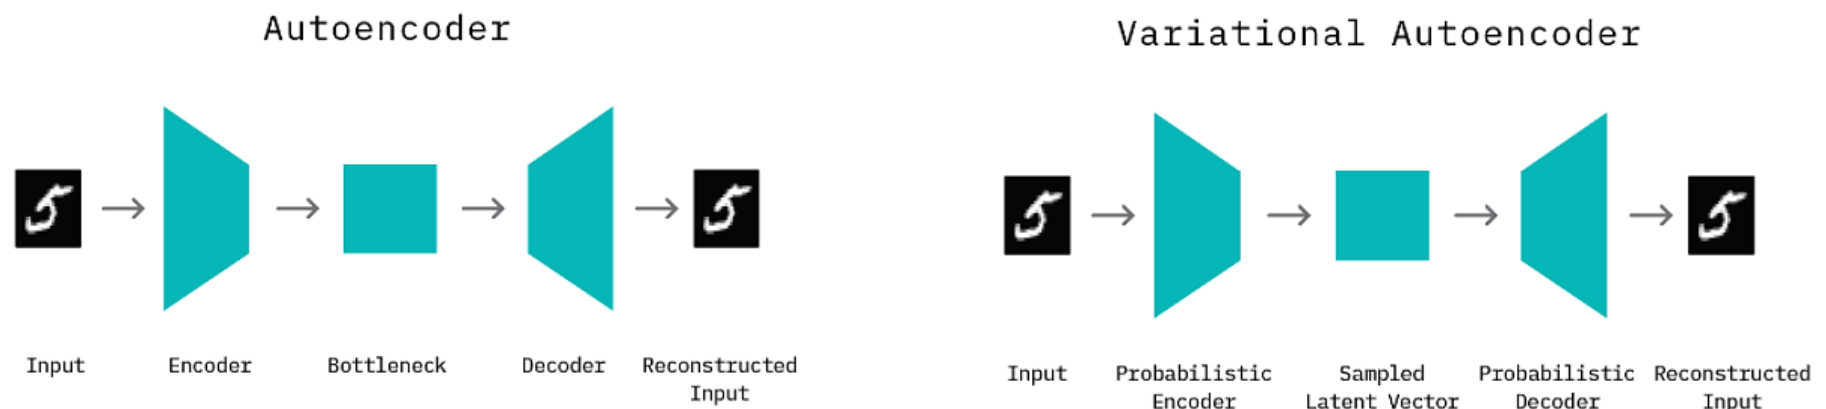 Autoencoder
Input
Encoder
Bottleneck
Decoder
Reconstructed
Input
Variational Autoencoder
Input
Probabilistic
Encoder
Sampled
Latent Vector
Probabilistic
Decoder
Reconstructed
Input